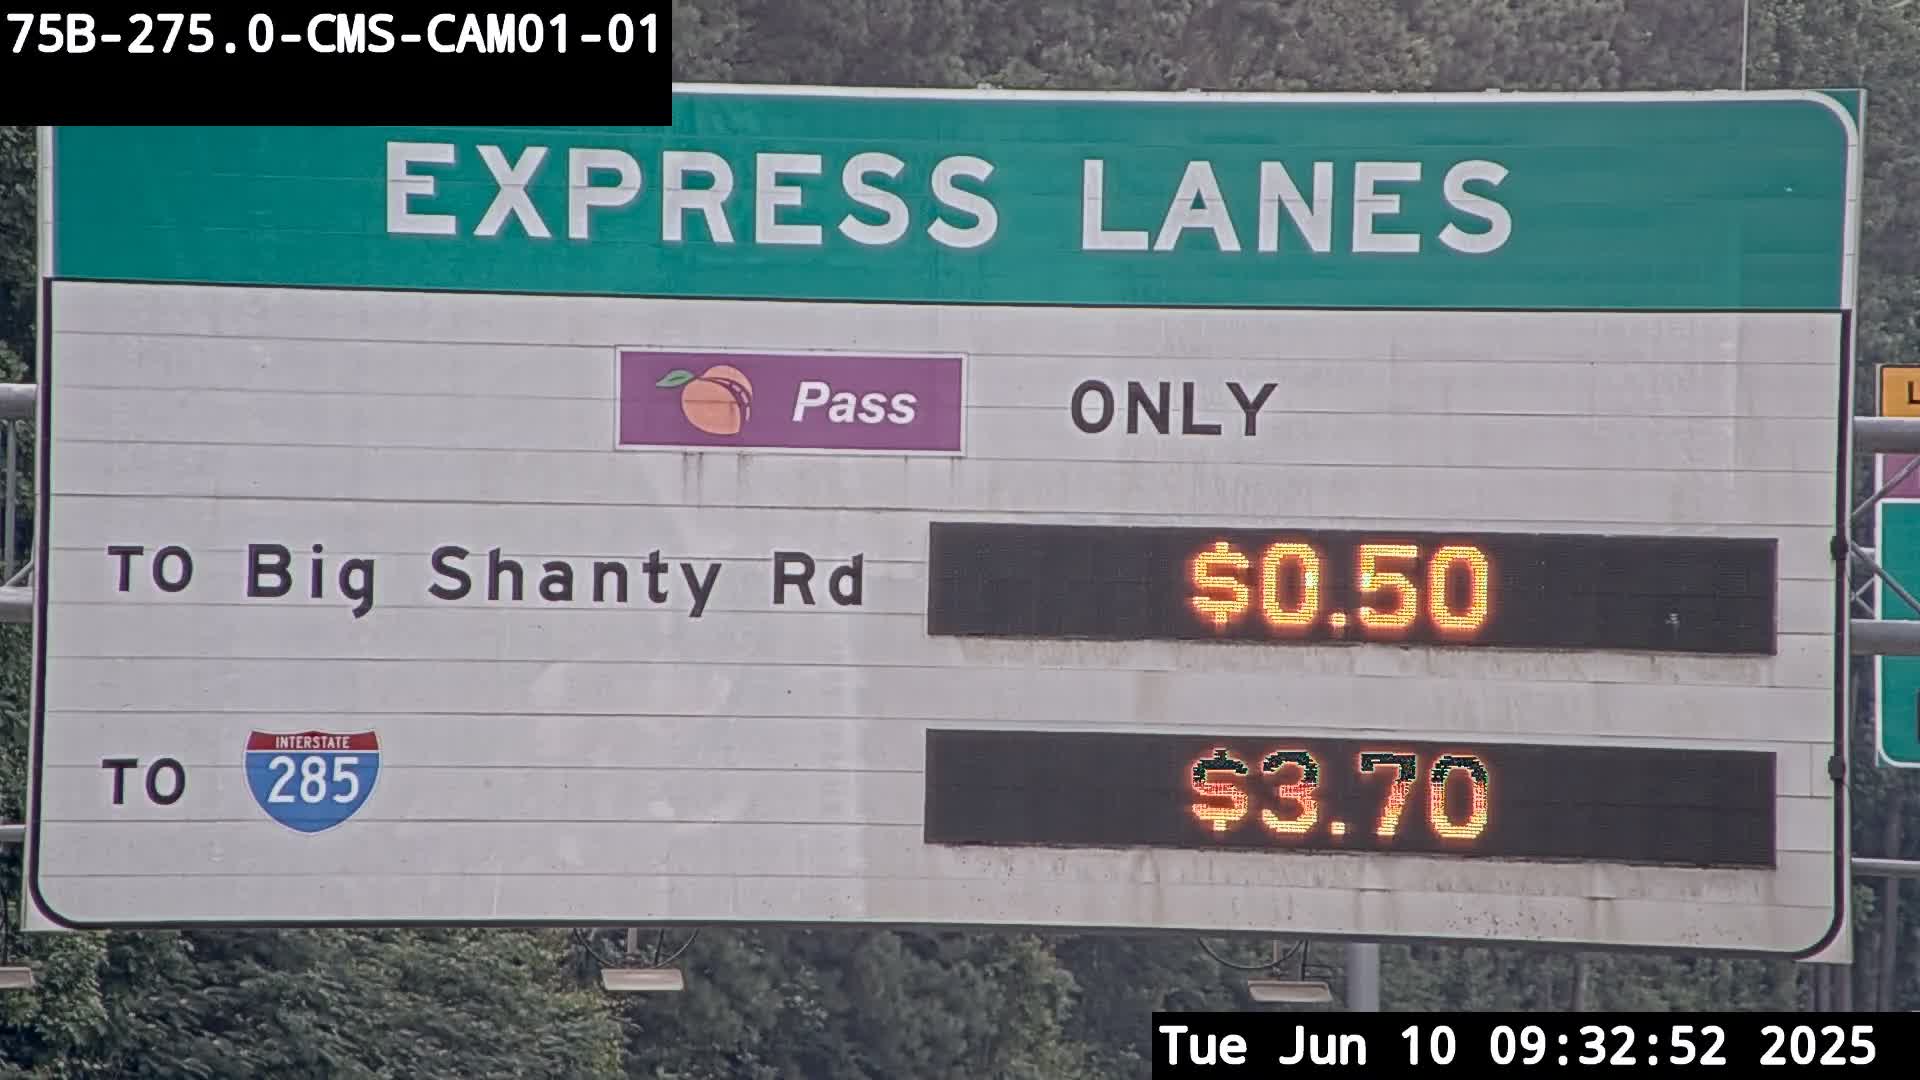 75B-275.0-CMS-CAM01-01
EXPRESS LANES
Pass ONLY
TO Big Shanty Rd $0.50
TO INTERSTATE 285 $3.70
Tue Jun 10 09:32:52 2025